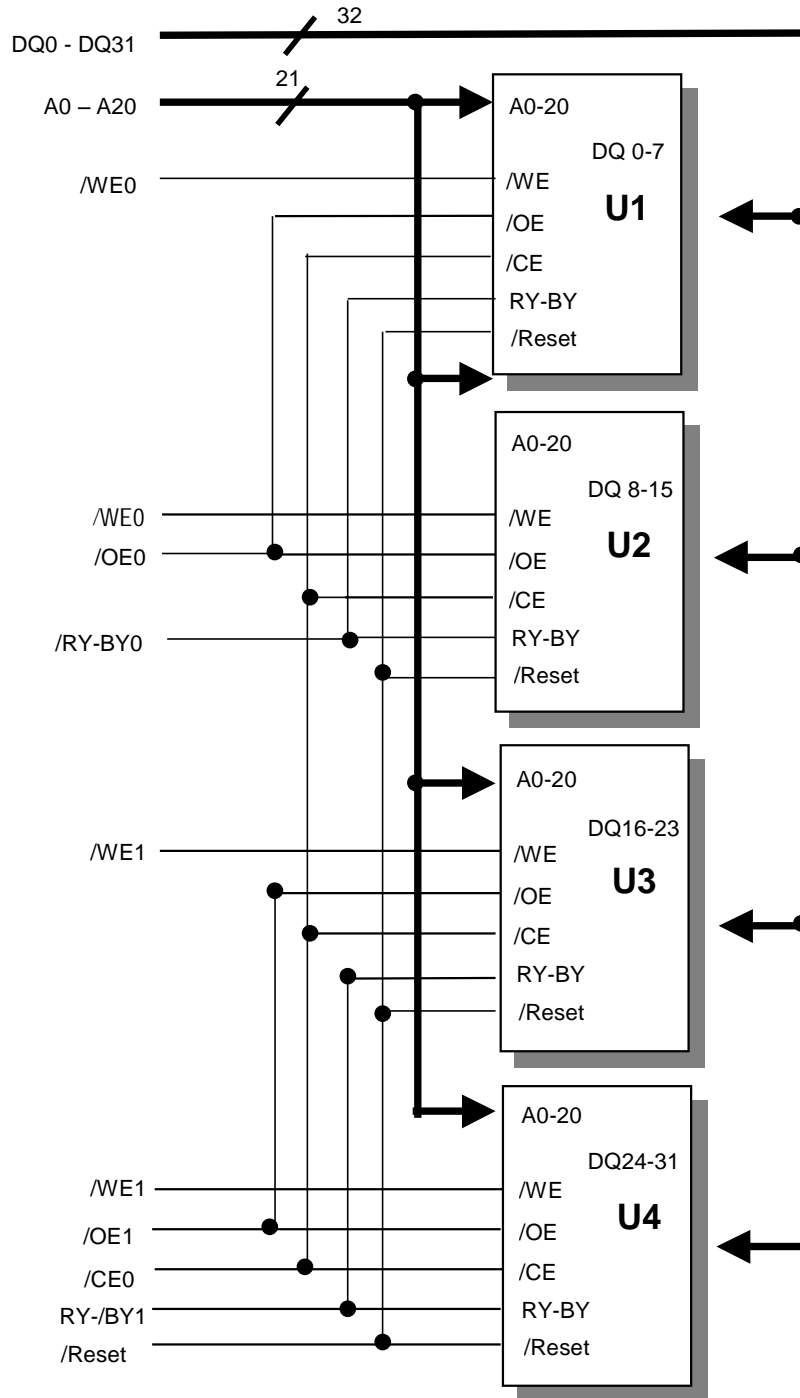 32
DQ0 - DQ31
21
A0 – A20
A0-20
DQ 0-7
/WE0
/WE
U1
/OE
/CE
RY-BY
/Reset
A0-20
DQ 8-15
/WE0
/WE
U2
/OE0
/OE
/CE
/RY-BY0
RY-BY
/Reset
A0-20
DQ16-23
/WE1
/WE
U3
/OE
/CE
RY-BY
/Reset
A0-20
DQ24-31
/WE1
/WE
U4
/OE1
/OE
/CE0
/CE
RY-/BY1
RY-BY
/Reset
/Reset